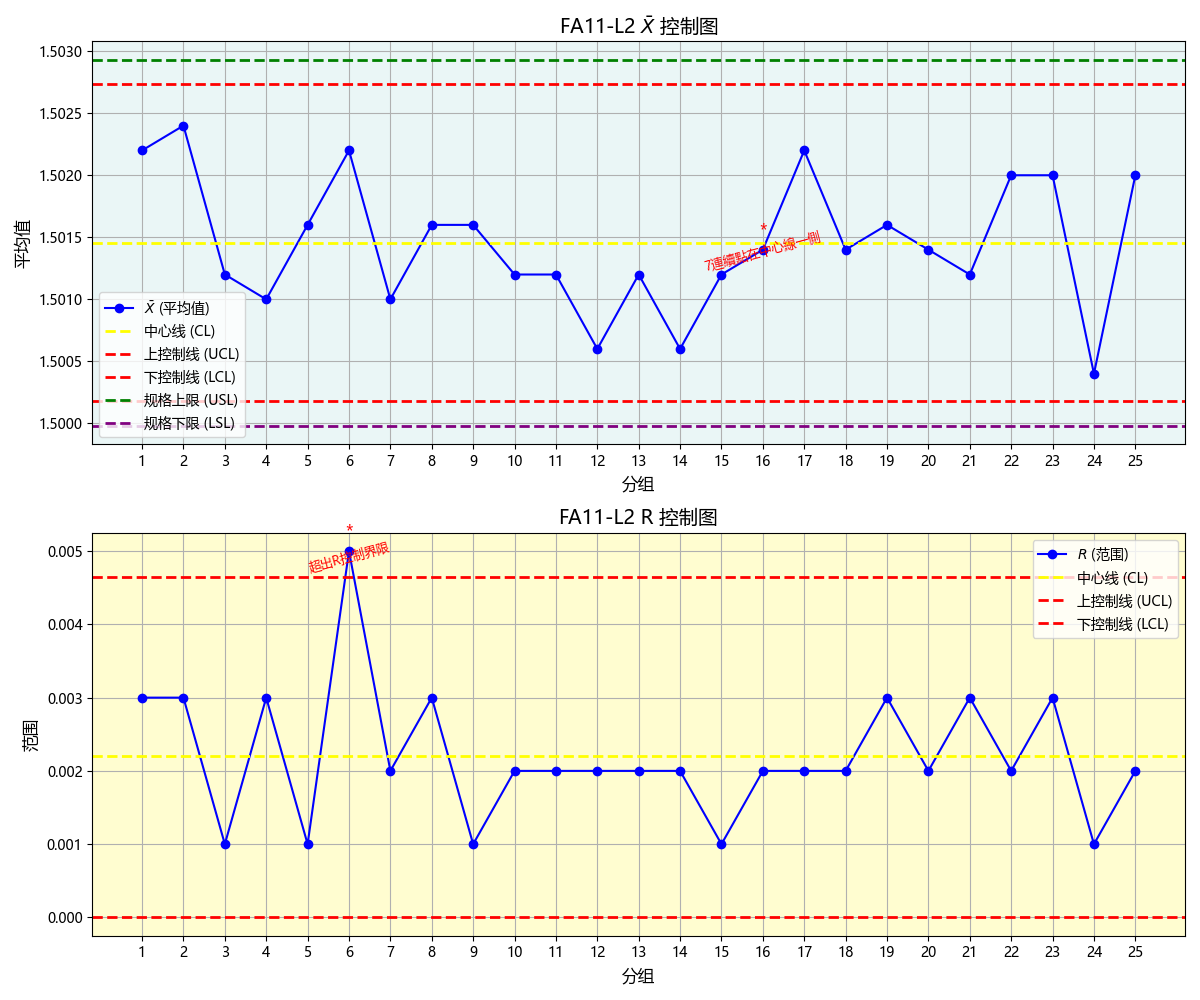 FA11-L2 X̄ 控制图
平均值
1.5030
1.5025
1.5020
1.5015
1.5010
1.5005
1.5000
*
7連續點在中心線一側
X̄ (平均值)
中心线 (CL)
上控制线 (UCL)
下控制线 (LCL)
规格上限 (USL)
规格下限 (LSL)
1 2 3 4 5 6 7 8 9 10 11 12 13 14 15 16 17 18 19 20 21 22 23 24 25
分组
FA11-L2 R 控制图
范围
0.005
0.004
0.003
0.002
0.001
0.000
*
超出R控制界限
R (范围)
中心线 (CL)
上控制线 (UCL)
下控制线 (LCL)
1 2 3 4 5 6 7 8 9 10 11 12 13 14 15 16 17 18 19 20 21 22 23 24 25
分组